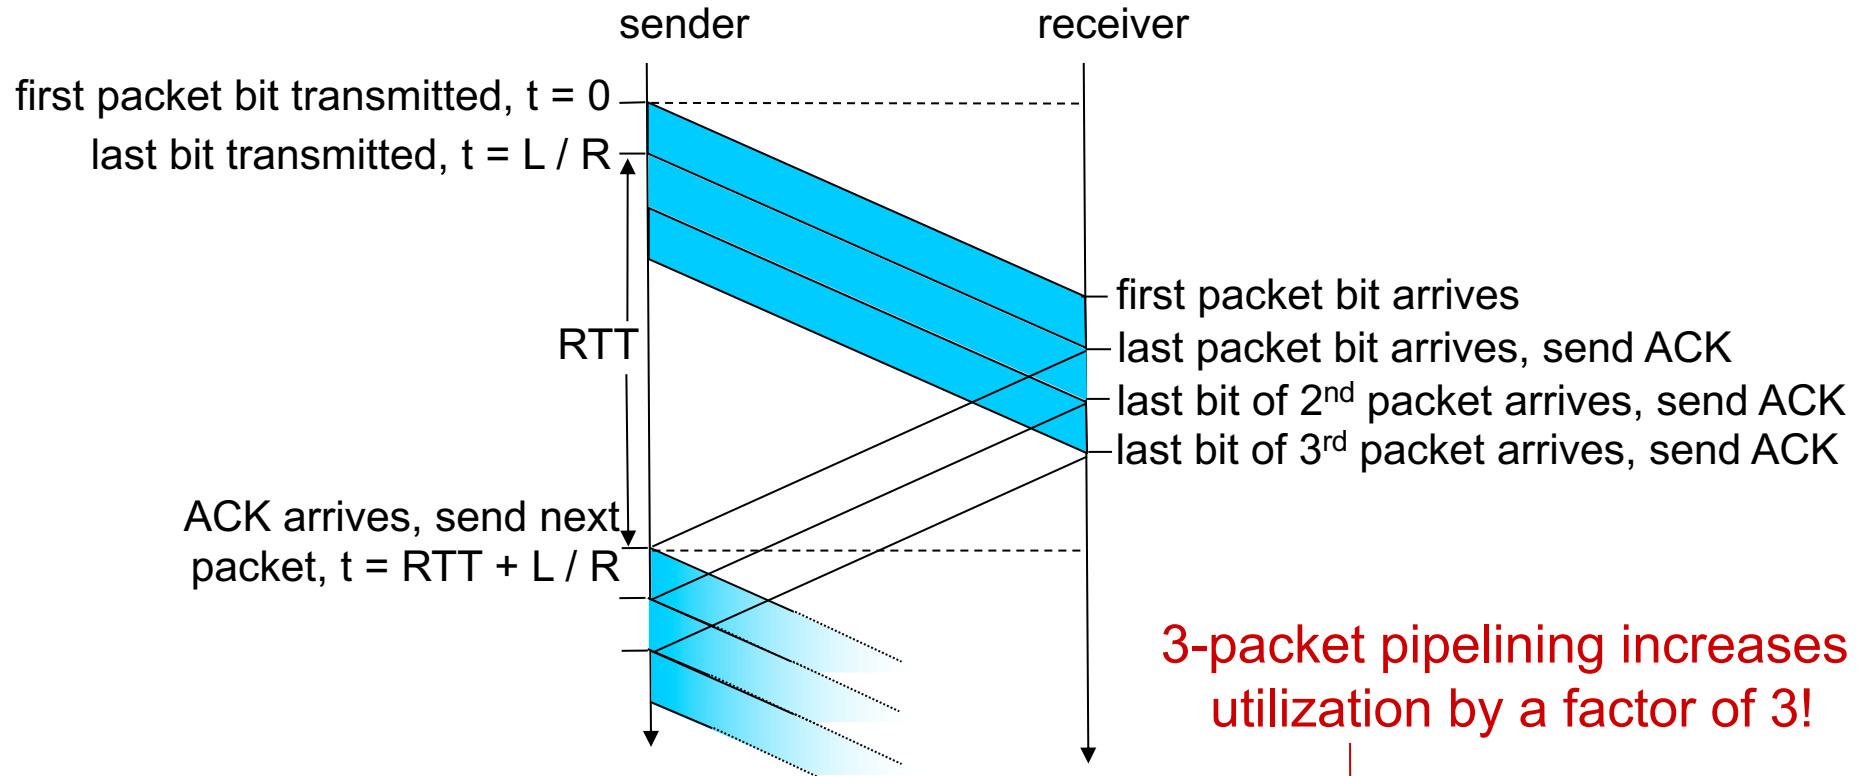 sender
receiver
first packet bit transmitted, t = 0
last bit transmitted, t = L / R
first packet bit arrives
RTT
last packet bit arrives, send ACK
last bit of 2nd packet arrives, send ACK
last bit of 3rd packet arrives, send ACK
ACK arrives, send next
packet, t = RTT + L / R
3-packet pipelining increases
utilization by a factor of 3!